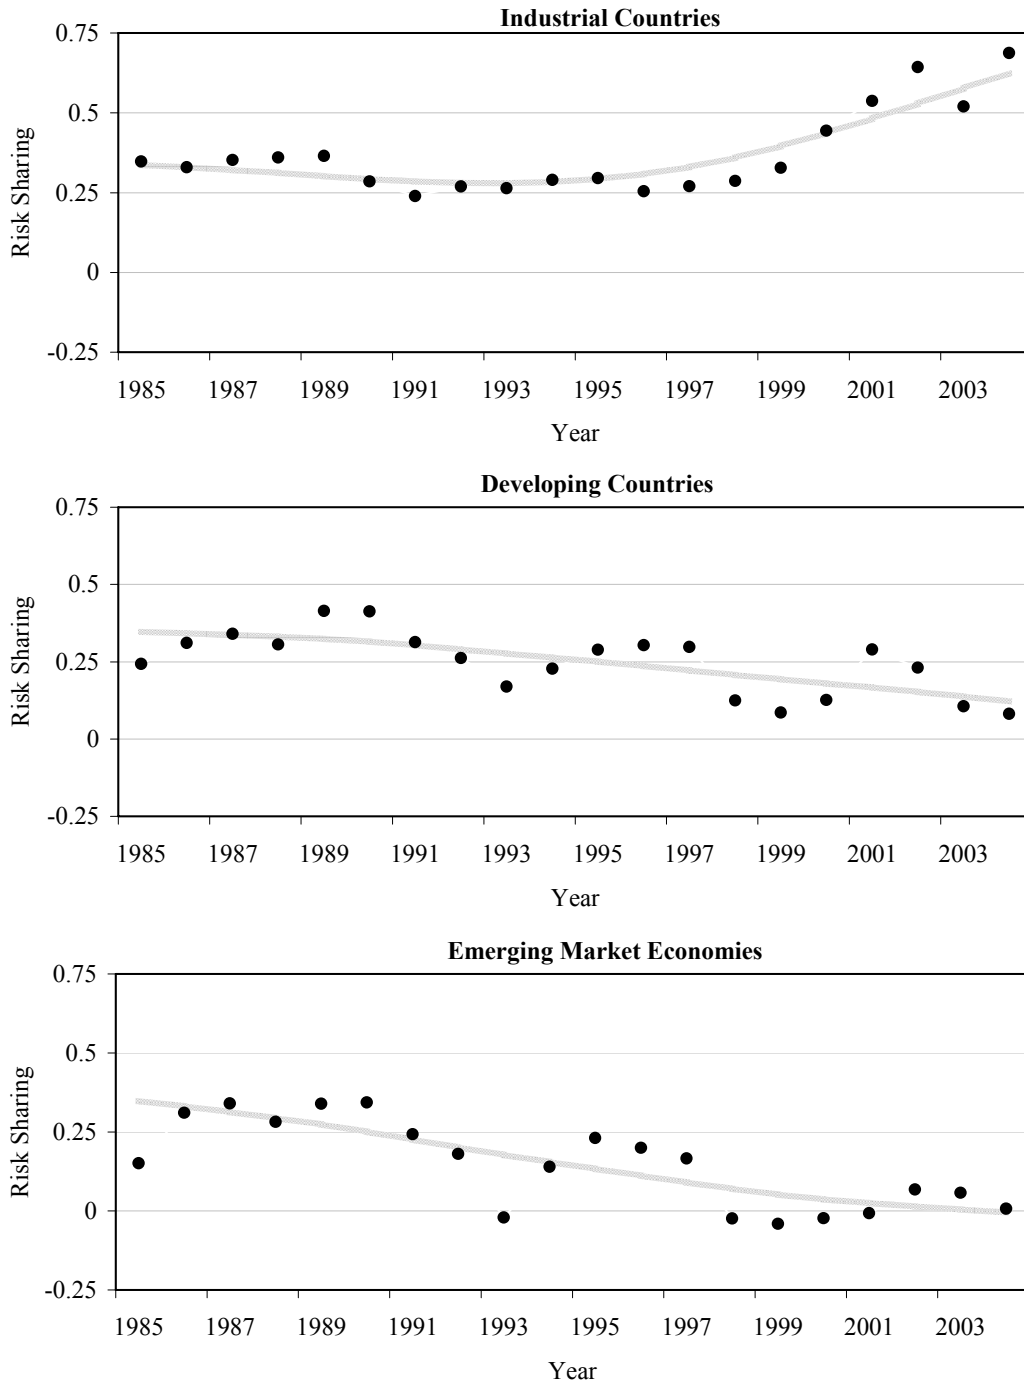 Industrial Countries
0.75
0.5
0.25
0
-0.25
Risk Sharing
1985 1987 1989 1991 1993 1995 1997 1999 2001 2003
Year
Developing Countries
0.75
0.5
0.25
0
-0.25
Risk Sharing
1985 1987 1989 1991 1993 1995 1997 1999 2001 2003
Year
Emerging Market Economies
0.75
0.5
0.25
0
-0.25
Risk Sharing
1985 1987 1989 1991 1993 1995 1997 1999 2001 2003
Year